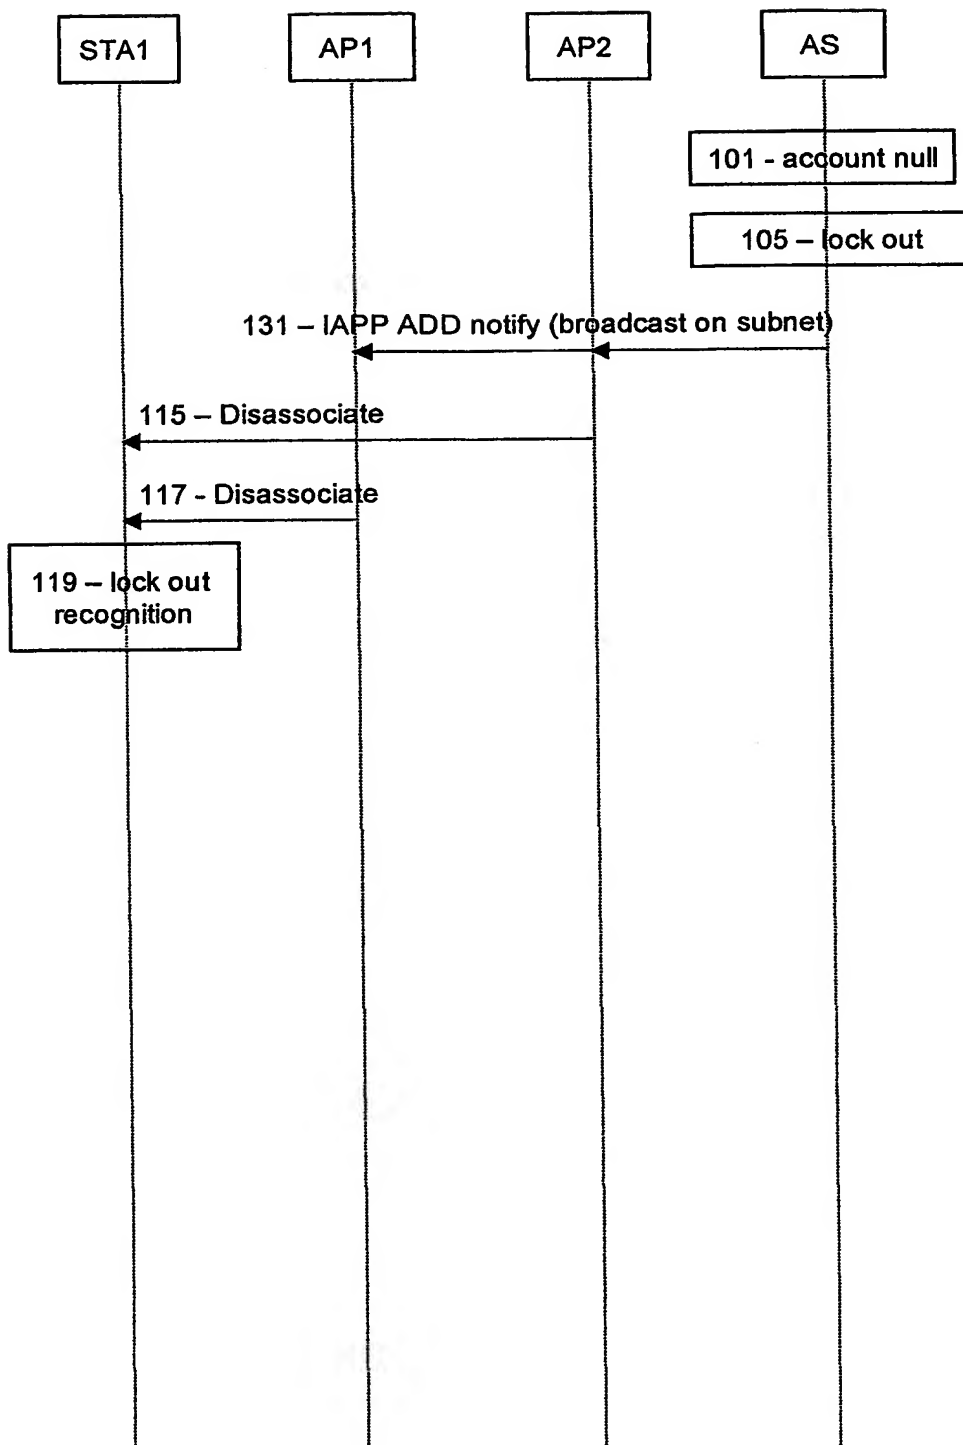 STA1
AP1
AP2
AS
101 - account null
105 – lock out
131 – IAPP ADD notify (broadcast on subnet)
115 – Disassociate
117 - Disassociate
119 – lock out
recognition